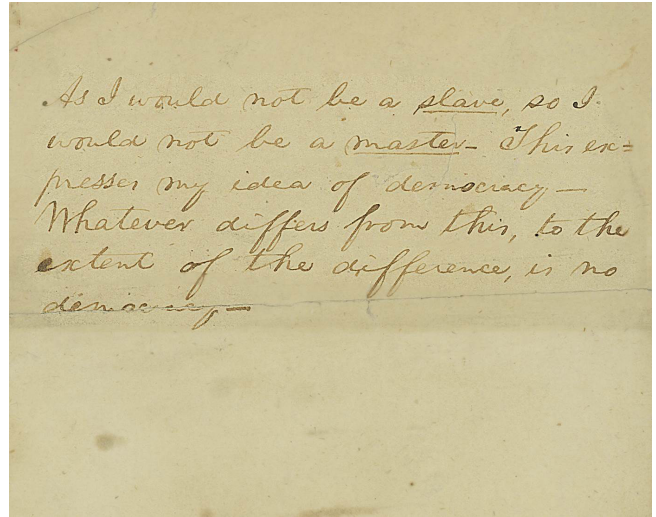 As I would not be a slave, so I
would not be a master— This ex=
presses my idea of democracy—
Whatever differs from this, to the
extent of the difference, is no
democracy—